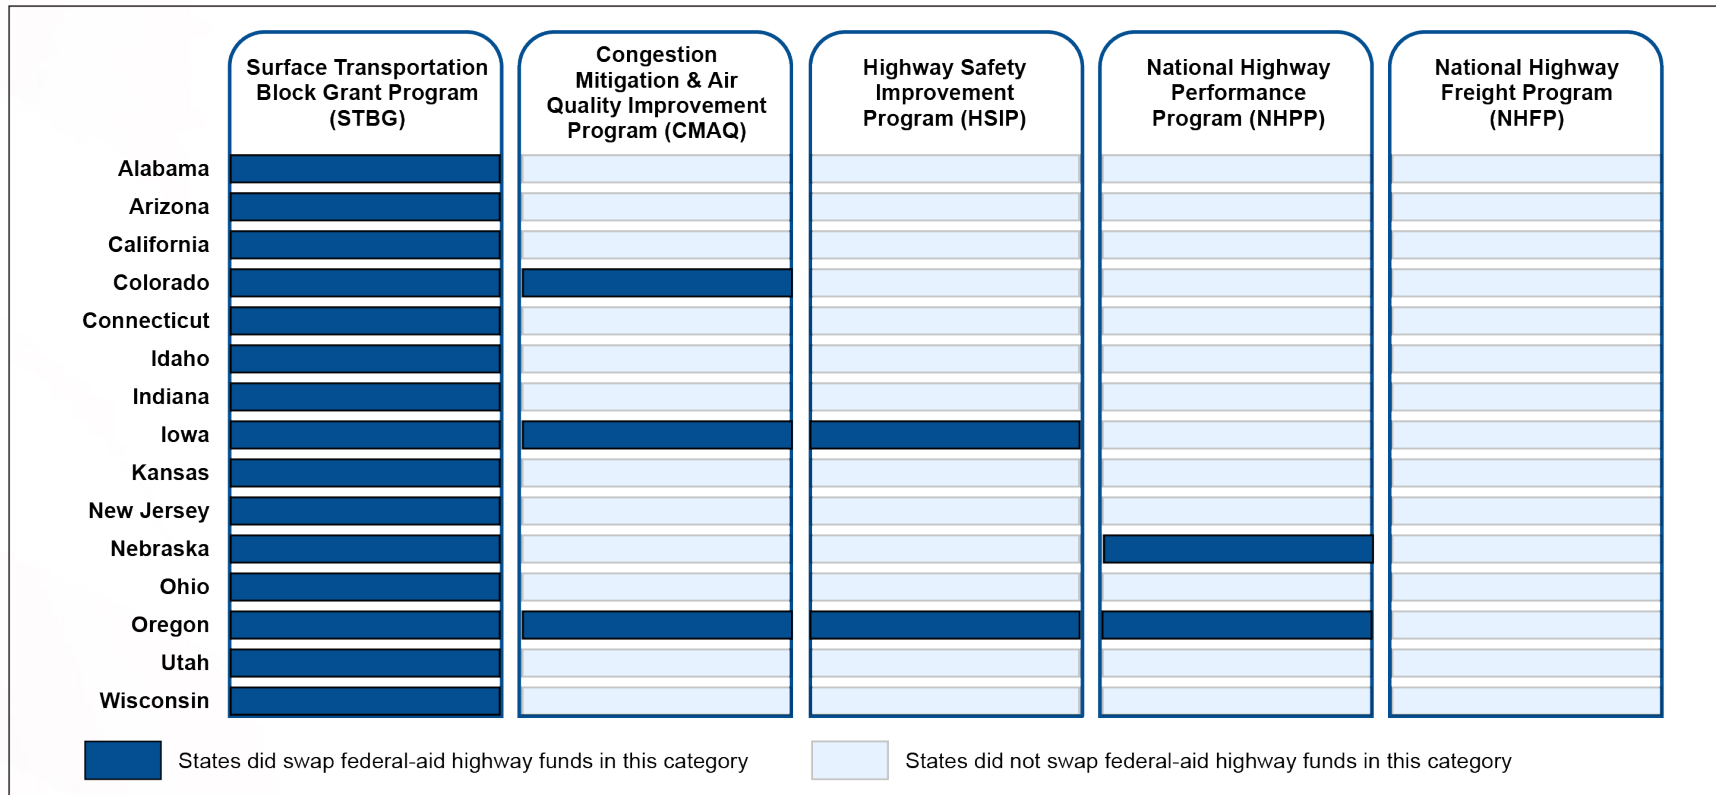 Surface Transportation
Block Grant Program
(STBG)
Congestion
Mitigation & Air
Quality Improvement
Program (CMAQ)
Highway Safety
Improvement
Program (HSIP)
National Highway
Performance
Program (NHPP)
National Highway
Freight Program
(NHFP)
Alabama
Arizona
California
Colorado
Connecticut
Idaho
Indiana
Iowa
Kansas
New Jersey
Nebraska
Ohio
Oregon
Utah
Wisconsin
States did swap federal-aid highway funds in this category
States did not swap federal-aid highway funds in this category